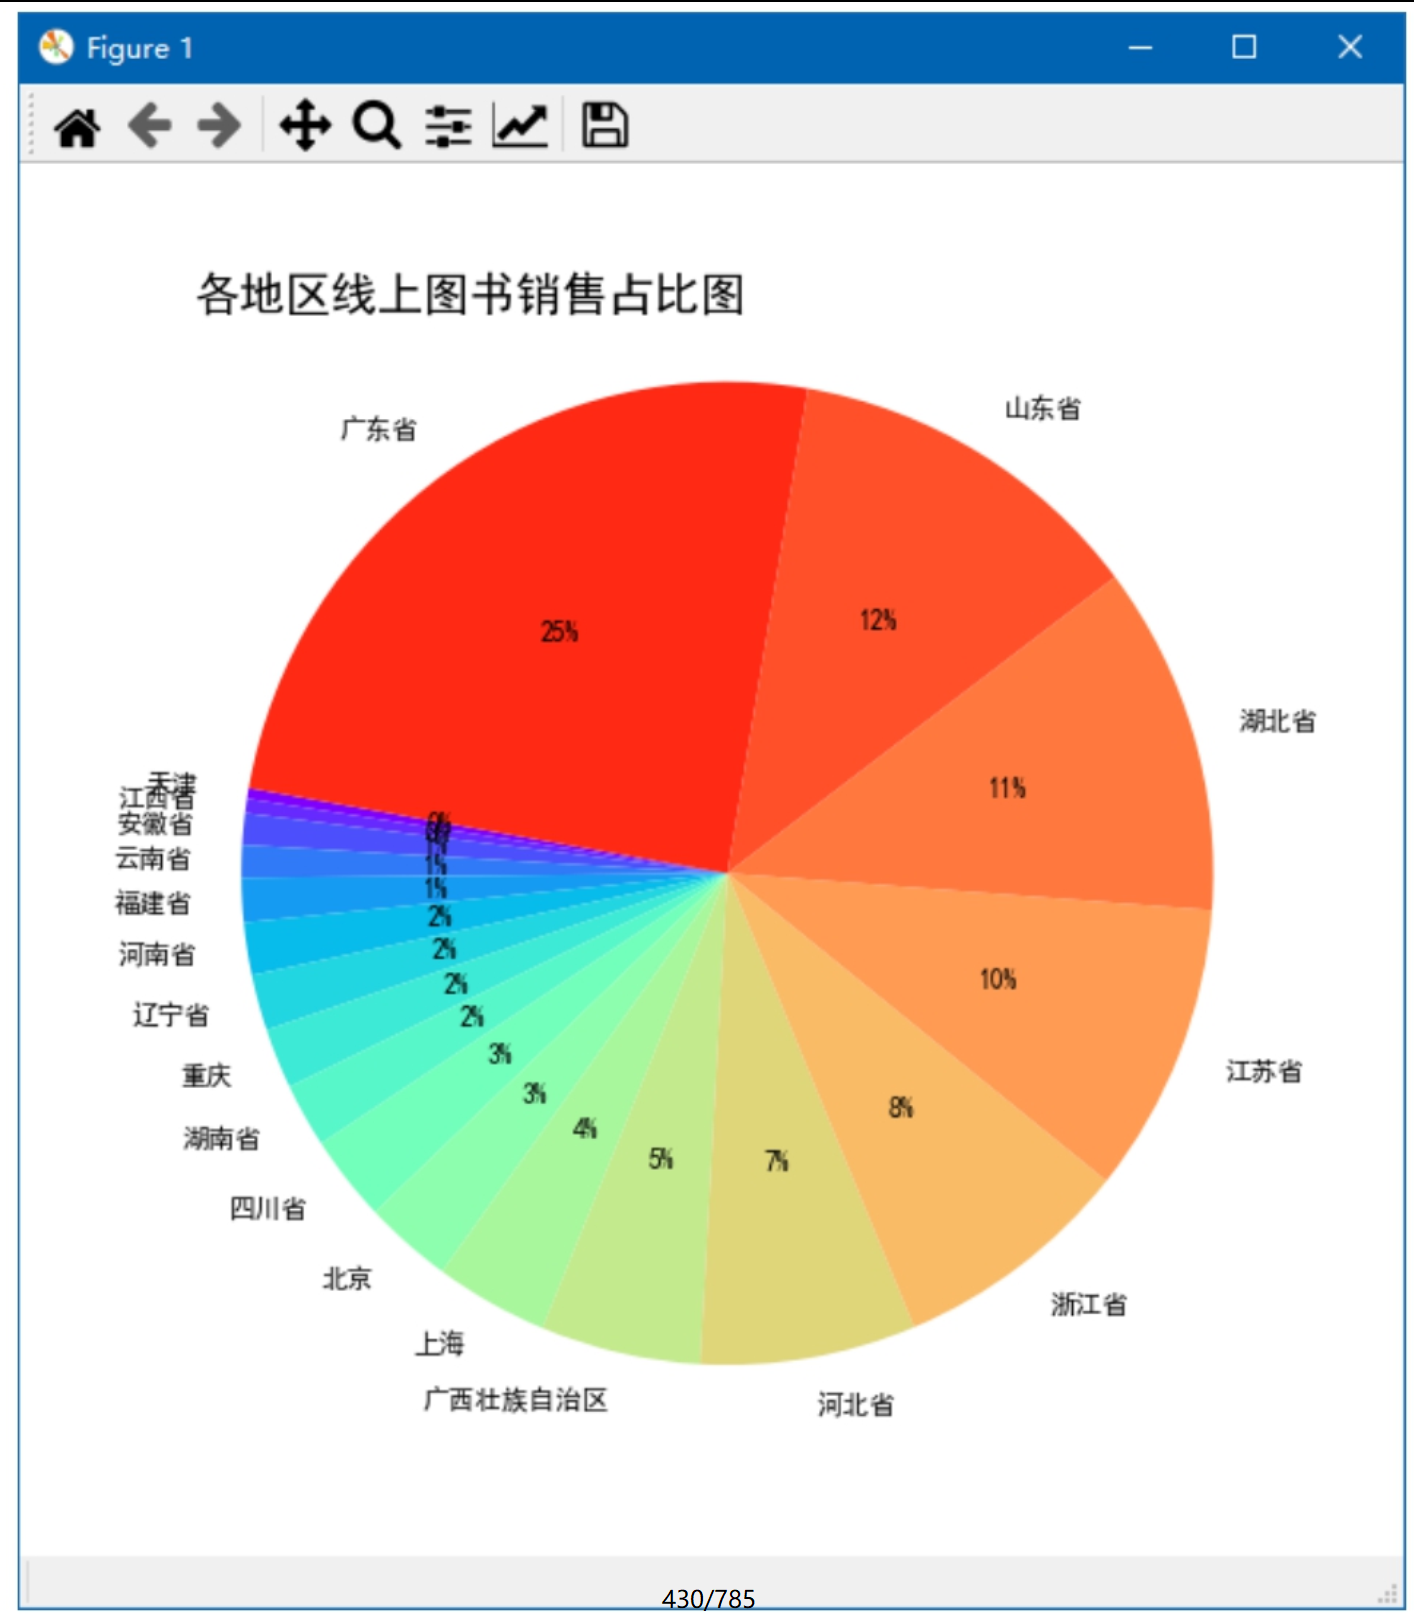 Figure 1
各地区线上图书销售占比图
山东省
广东省
12%
25%
湖北省
天津
江西省
11%
安徽省
云南省
1%
1%
福建省
2%
河南省
2%
10%
2%
辽宁省
2%
3%
江苏省
重庆
3%
8%
4%
湖南省
5%
7%
四川省
北京
浙江省
上海
广西壮族自治区
河北省
430/785